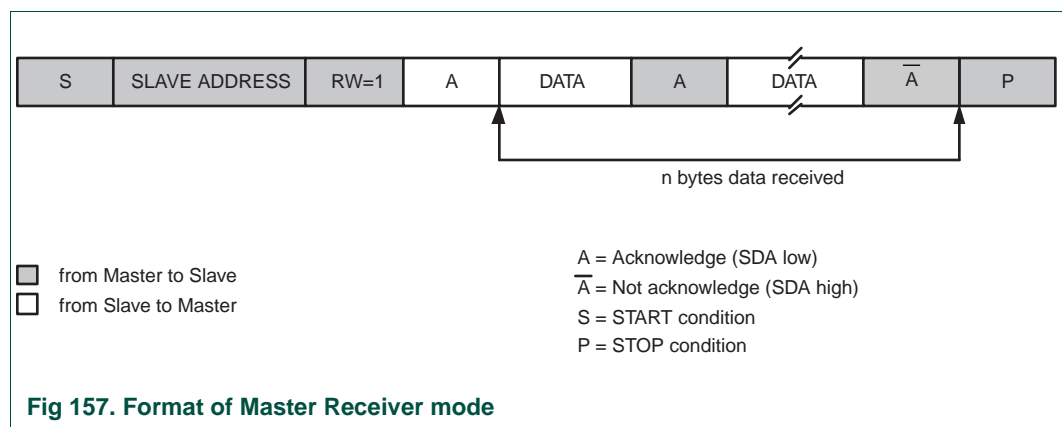 S SLAVE ADDRESS RW=1 A DATA A DATA A̅ P
n bytes data received
from Master to Slave
from Slave to Master
A = Acknowledge (SDA low)
A̅ = Not acknowledge (SDA high)
S = START condition
P = STOP condition
Fig 157. Format of Master Receiver mode